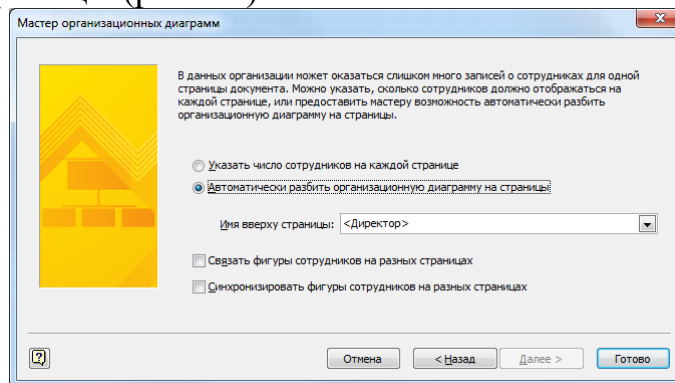 Мастер организационных диаграмм
В данных организации может оказаться слишком много записей о сотрудниках для одной
страницы документа. Можно указать, сколько сотрудников должно отображаться на
каждой странице, или предоставить мастеру возможность автоматически разбить
организационную диаграмму на страницы.
Указать число сотрудников на каждой странице
Автоматически разбить организационную диаграмму на страницы
Имя вверху страницы: <Директор>
Связать фигуры сотрудников на разных страницах
Синхронизировать фигуры сотрудников на разных страницах
Отмена < Назад Далее > Готово